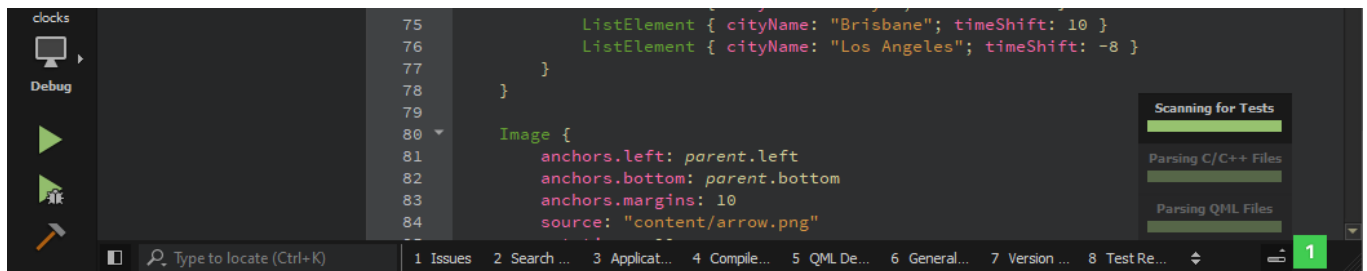 clocks
Debug
75 ListElement { cityName: "Brisbane"; timeShift: 10 }
76 ListElement { cityName: "Los Angeles"; timeShift: -8 }
77 }
78 }
79
80 Image {
81 anchors.left: parent.left
82 anchors.bottom: parent.bottom
83 anchors.margins: 10
84 source: "content/arrow.png"
Scanning for Tests
Parsing C/C++ Files
Parsing QML Files
Type to locate (Ctrl+K)
1 Issues 2 Search ... 3 Applicat... 4 Compile... 5 QML De... 6 General... 7 Version ... 8 Test Re...
1